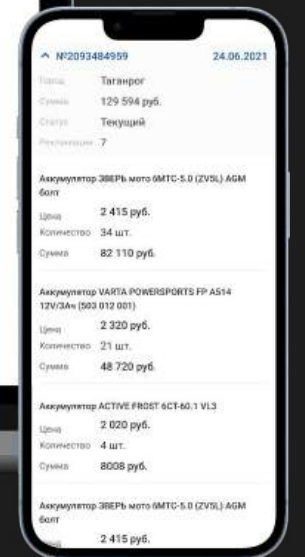 №2093484959 24.06.2021
Город Таганрог
Сумма 129 594 руб.
Статус Текущий
Рекламации 7
Аккумулятор ЗВЕРЬ мото 6МТС-5.0 (ZV5L) AGM
болт
Цена 2 415 руб.
Количество 34 шт.
Сумма 82 110 руб.
Аккумулятор VARTA POWERSPORTS FP A514
12V/3Ач (503 012 001)
Цена 2 320 руб.
Количество 21 шт.
Сумма 48 720 руб.
Аккумулятор ACTIVE FROST 6CT-60.1 VL3
Цена 2 020 руб.
Количество 4 шт.
Сумма 8008 руб.
Аккумулятор ЗВЕРЬ мото 6МТС-5.0 (ZV5L) AGM
болт
Цена 2 415 руб.